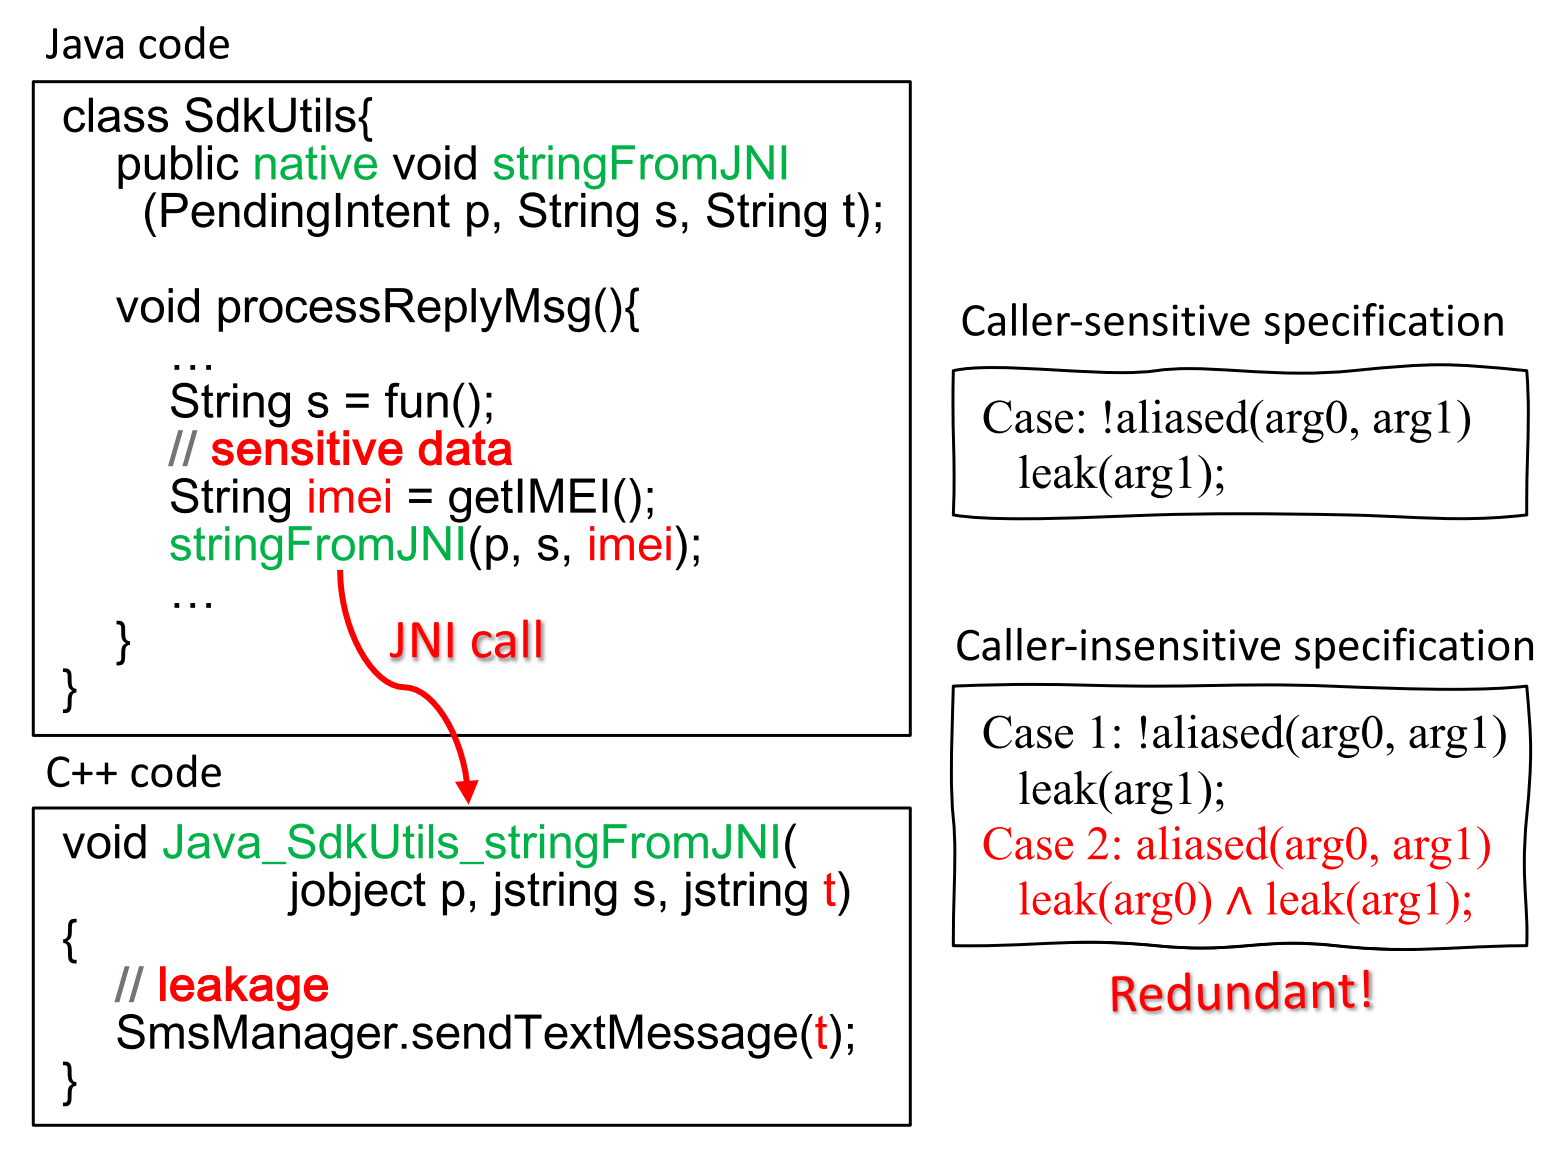 Java code
class SdkUtils{
public native void stringFromJNI
(PendingIntent p, String s, String t);
void processReplyMsg(){
...
String s = fun();
// sensitive data
String imei = getIMEI();
stringFromJNI(p, s, imei);
...
}
}
JNI call
C++ code
void Java_SdkUtils_stringFromJNI(
jobject p, jstring s, jstring t)
{
// leakage
SmsManager.sendTextMessage(t);
}
Caller-sensitive specification
Case: !aliased(arg0, arg1)
leak(arg1);
Caller-insensitive specification
Case 1: !aliased(arg0, arg1)
leak(arg1);
Case 2: aliased(arg0, arg1)
leak(arg0) ∧ leak(arg1);
Redundant!